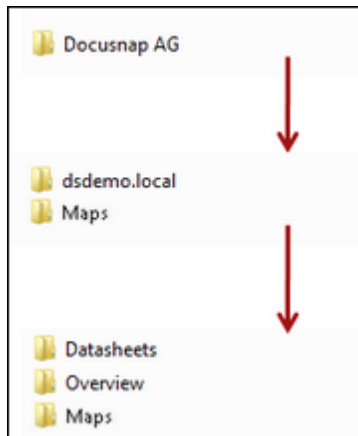 Docusnap AG
dsdemo.local
Maps
Datasheets
Overview
Maps